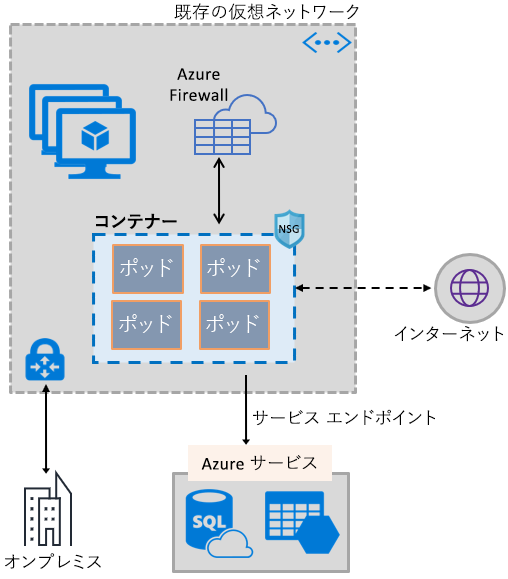 既存の仮想ネットワーク
Azure
Firewall
コンテナー
NSG
ポッド
ポッド
ポッド
ポッド
インターネット
サービス エンドポイント
Azure サービス
SQL
オンプレミス